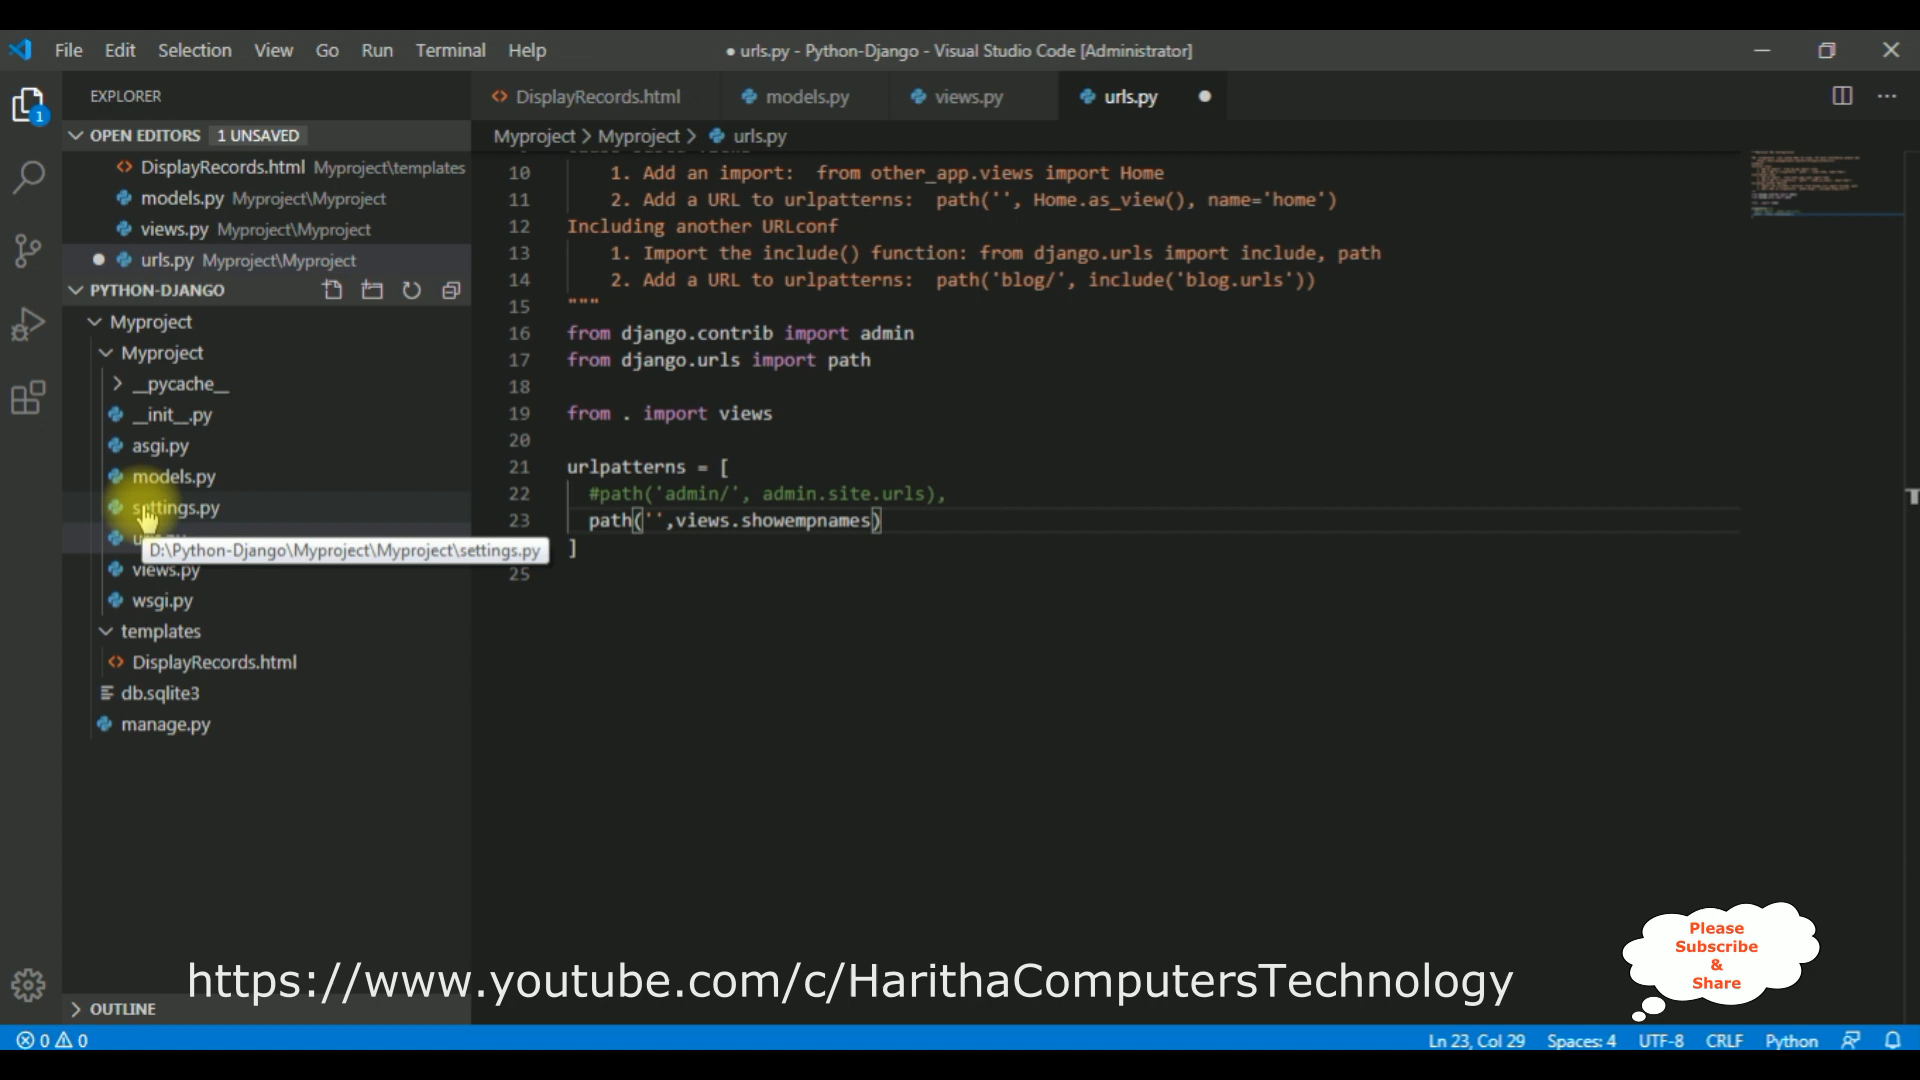 File Edit Selection View Go Run Terminal Help
● urls.py - Python-Django - Visual Studio Code [Administrator]
1
EXPLORER
OPEN EDITORS 1 UNSAVED
DisplayRecords.html Myproject\templates
models.py Myproject\Myproject
views.py Myproject\Myproject
urls.py Myproject\Myproject
PYTHON-DJANGO
Myproject
Myproject
__pycache__
__init__.py
asgi.py
models.py
settings.py
D:\Python-Django\Myproject\Myproject\settings.py
views.py
wsgi.py
templates
DisplayRecords.html
db.sqlite3
manage.py
OUTLINE
DisplayRecords.html models.py views.py urls.py
Myproject > Myproject > urls.py
10 1. Add an import:  from other_app.views import Home
11 2. Add a URL to urlpatterns:  path('', Home.as_view(), name='home')
12 Including another URLconf
13 1. Import the include() function: from django.urls import include, path
14 2. Add a URL to urlpatterns:  path('blog/', include('blog.urls'))
15 """
16 from django.contrib import admin
17 from django.urls import path
18
19 from . import views
20
21 urlpatterns = [
22 #path('admin/', admin.site.urls),
23 path('',views.showempnames)
]
25
Please
Subscribe
&
Share
https://www.youtube.com/c/HarithaComputersTechnology
0 0 Ln 23, Col 29 Spaces: 4 UTF-8 CRLF Python